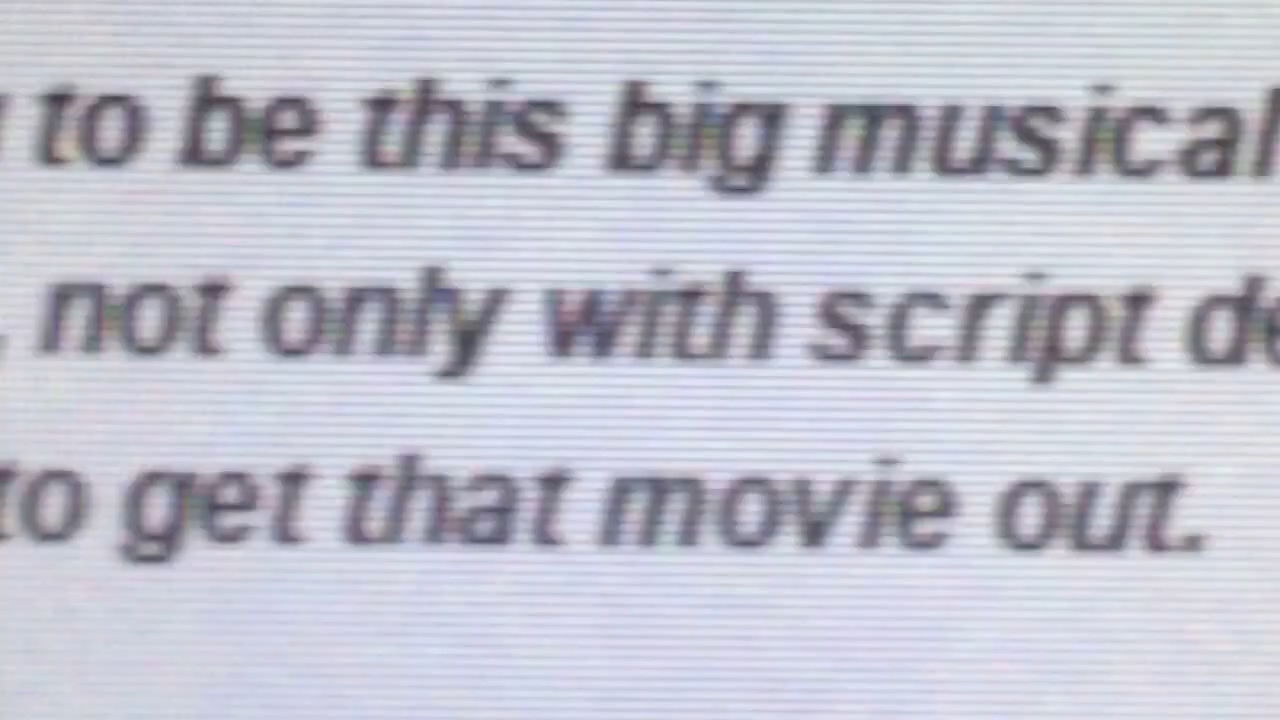 to be this big musical
not only with script
to get that movie out.